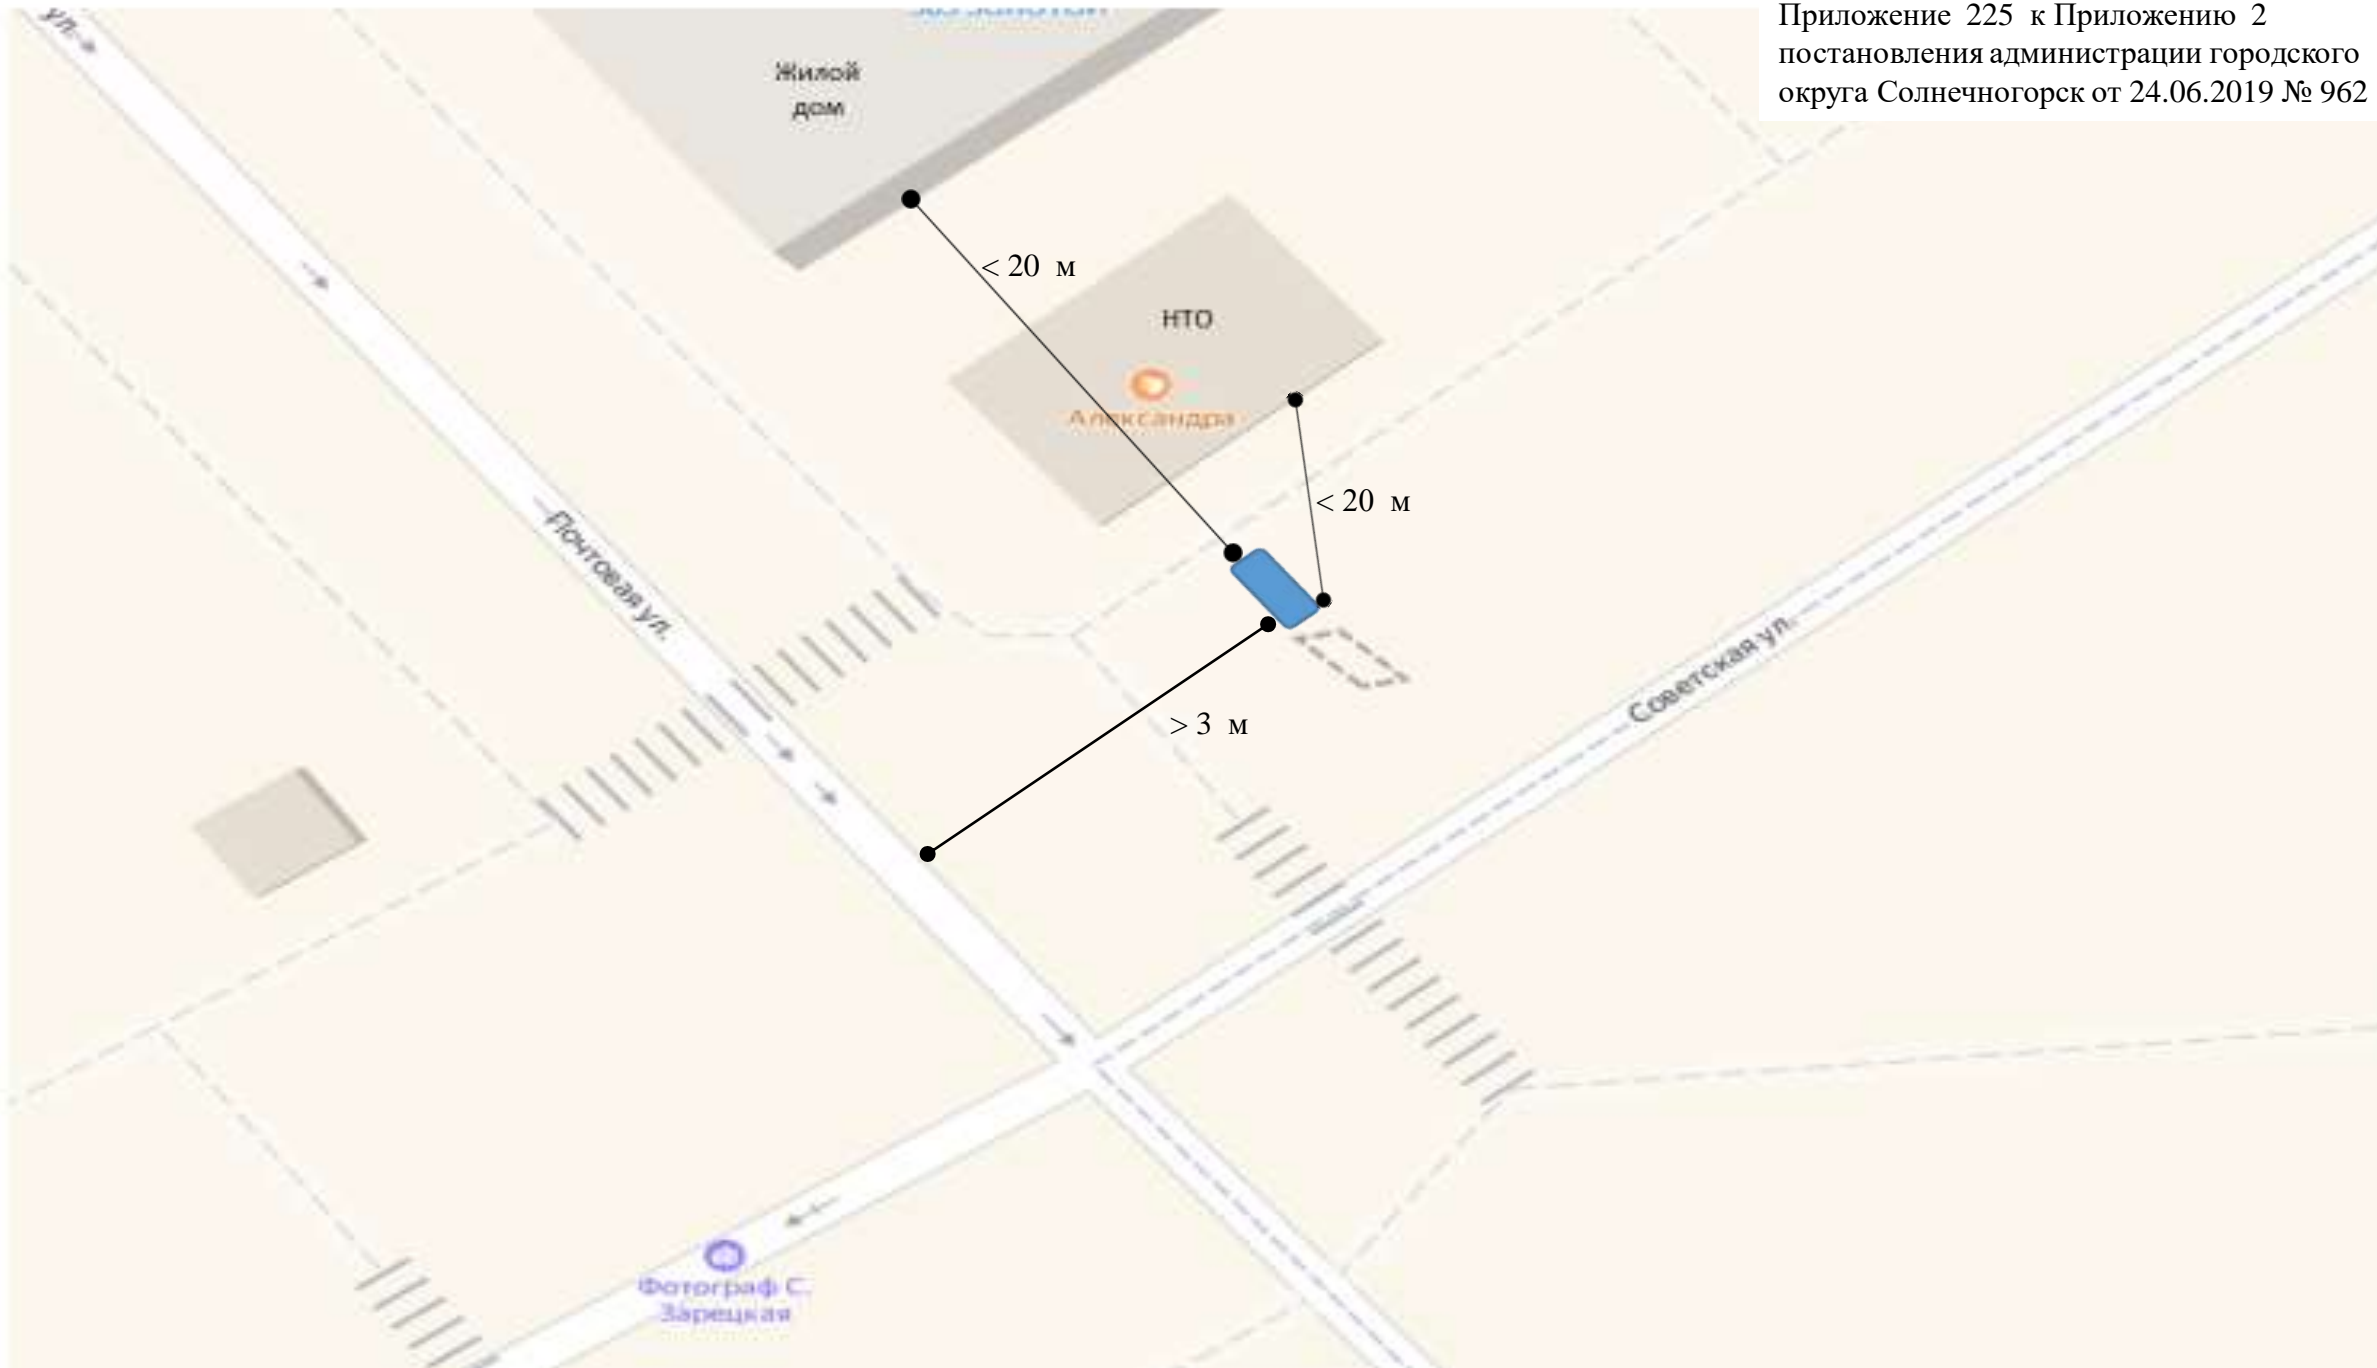 Приложение 225 к Приложению 2
постановления администрации городского
округа Солнечногорск от 24.06.2019 № 962
ул.
Жилой
дом
< 20 м
НТО
Александра
< 20 м
Почтовая ул.
Советская ул.
> 3 м
Фотограф С.
Зарецкая